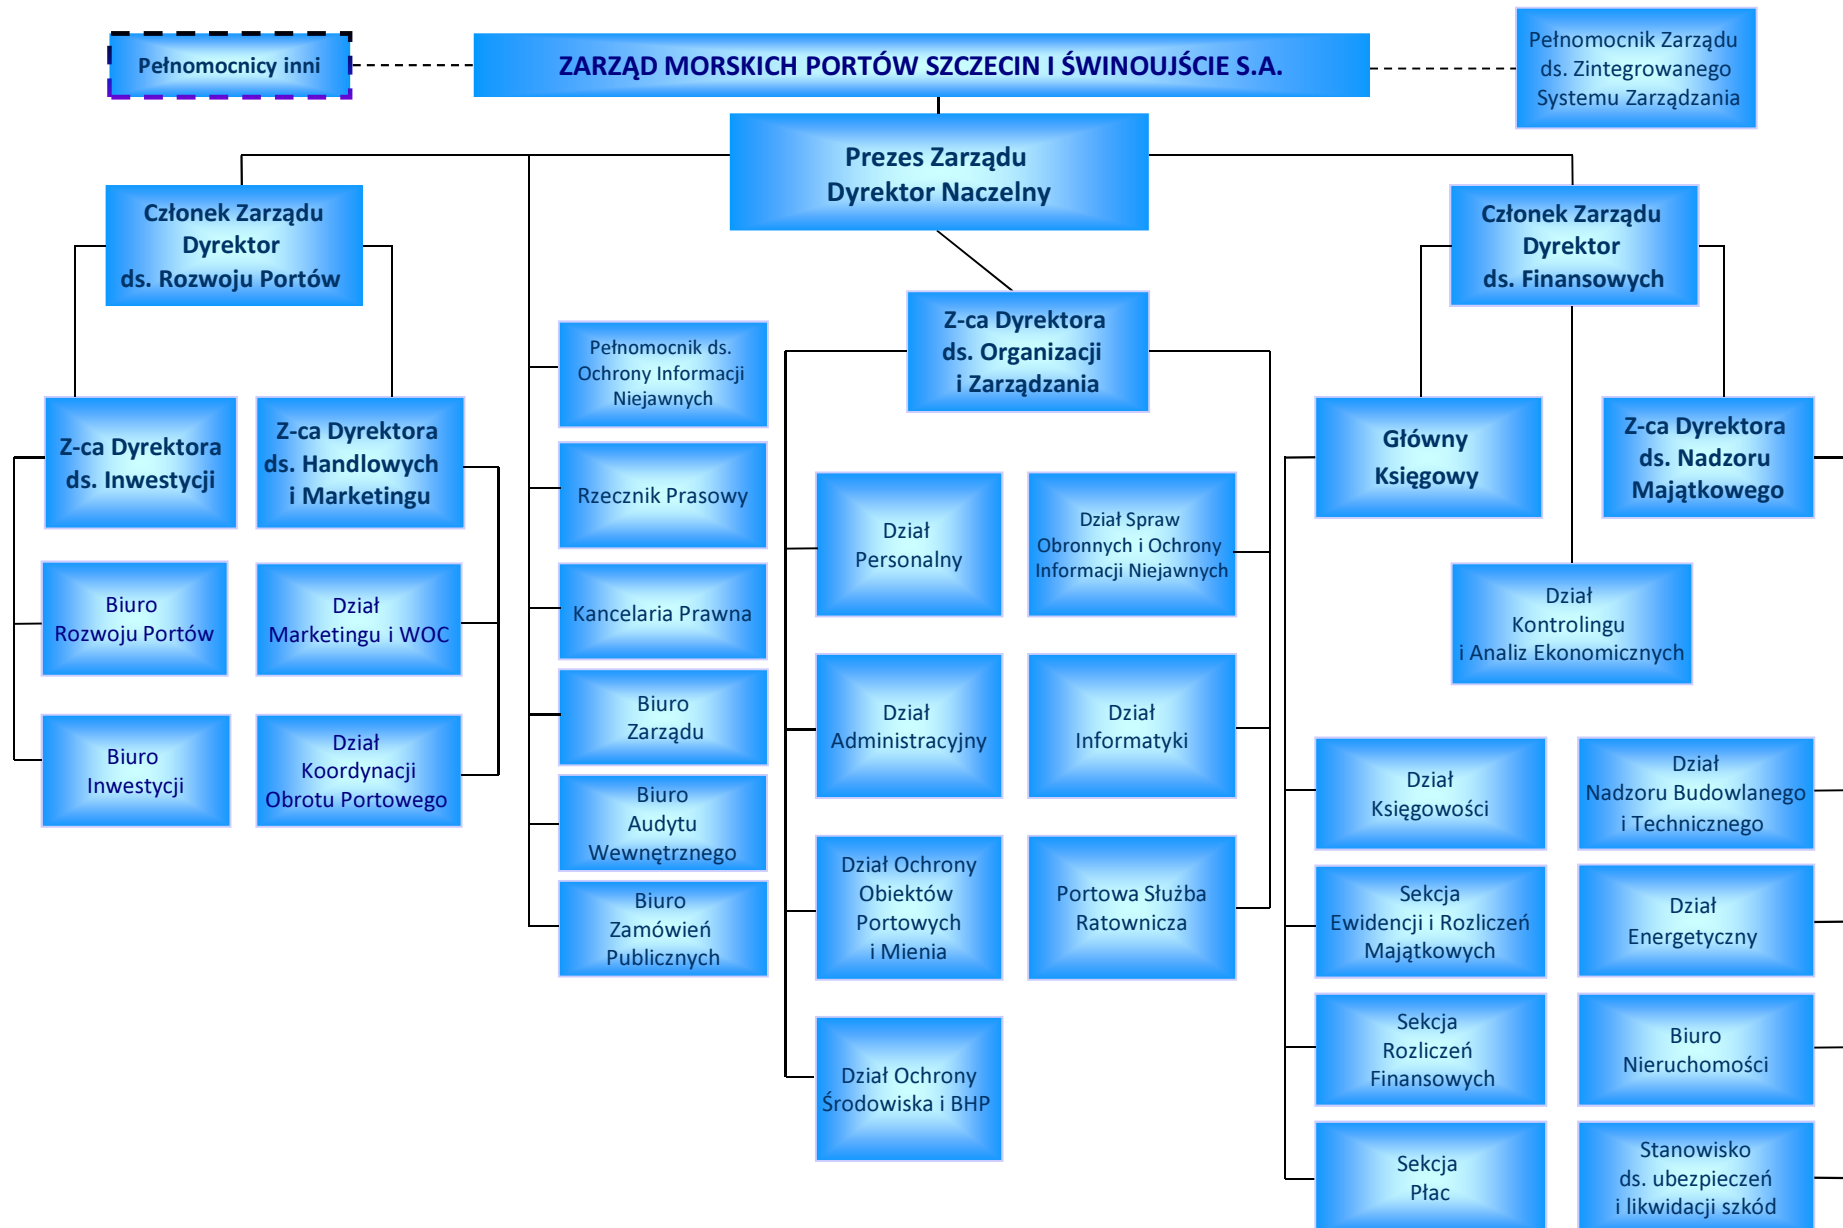 Pełnomocnicy inni
ZARZĄD MORSKICH PORTÓW SZCZECIN I ŚWINOUJŚCIE S.A.
Pełnomocnik Zarządu
ds. Zintegrowanego
Systemu Zarządzania
Prezes Zarządu
Dyrektor Naczelny
Członek Zarządu
Dyrektor
ds. Rozwoju Portów
Członek Zarządu
Dyrektor
ds. Finansowych
Z-ca Dyrektora
ds. Organizacji
i Zarządzania
Z-ca Dyrektora
ds. Inwestycji
Z-ca Dyrektora
ds. Handlowych
i Marketingu
Biuro
Rozwoju Portów
Dział
Marketingu i WOC
Biuro
Inwestycji
Dział
Koordynacji
Obrotu Portowego
Pełnomocnik ds.
Ochrony Informacji
Niejawnych
Rzecznik Prasowy
Kancelaria Prawna
Biuro
Zarządu
Biuro
Audytu
Wewnętrznego
Biuro
Zamówień
Publicznych
Dział
Personalny
Dział Spraw
Obronnych i Ochrony
Informacji Niejawnych
Dział
Administracyjny
Dział
Informatyki
Dział Ochrony
Obiektów
Portowych
i Mienia
Portowa Służba
Ratownicza
Dział Ochrony
Środowiska i BHP
Główny
Księgowy
Z-ca Dyrektora
ds. Nadzoru
Majątkowego
Dział
Kontrolingu
i Analiz Ekonomicznych
Dział
Księgowości
Dział
Nadzoru Budowlanego
i Technicznego
Sekcja
Ewidencji i Rozliczeń
Majątkowych
Dział
Energetyczny
Sekcja
Rozliczeń
Finansowych
Biuro
Nieruchomości
Sekcja
Płac
Stanowisko
ds. ubezpieczeń
i likwidacji szkód